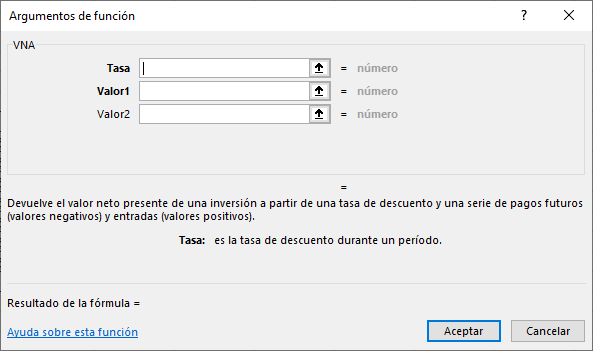 Argumentos de función
VNA
Tasa = número
Valor1 = número
Valor2 = número
=
Devuelve el valor neto presente de una inversión a partir de una tasa de descuento y una serie de pagos futuros
(valores negativos) y entradas (valores positivos).
Tasa: es la tasa de descuento durante un período.
Resultado de la fórmula =
Ayuda sobre esta función
Aceptar
Cancelar